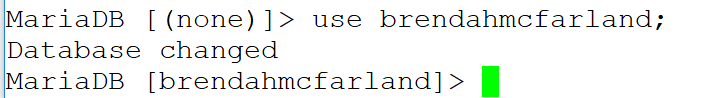 MariaDB [(none)]> use brendahmcfarland;
Database changed
MariaDB [brendahmcfarland]>